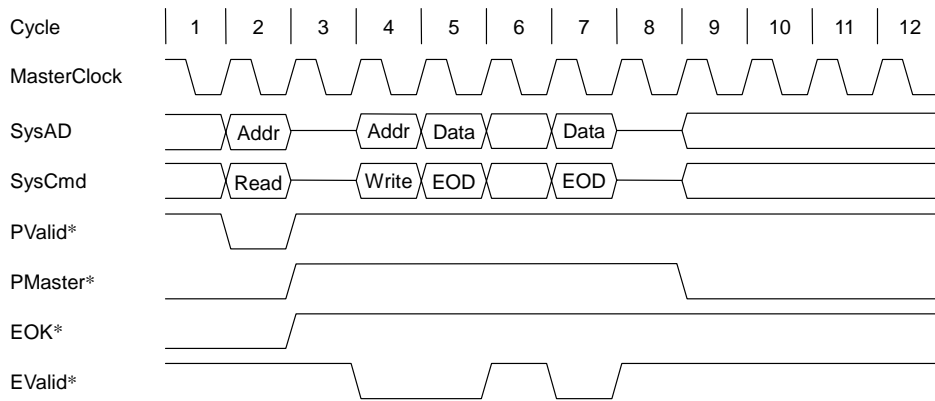 Cycle 1 2 3 4 5 6 7 8 9 10 11 12
MasterClock
SysAD Addr Addr Data Data
SysCmd Read Write EOD EOD
PValid*
PMaster*
EOK*
EValid*